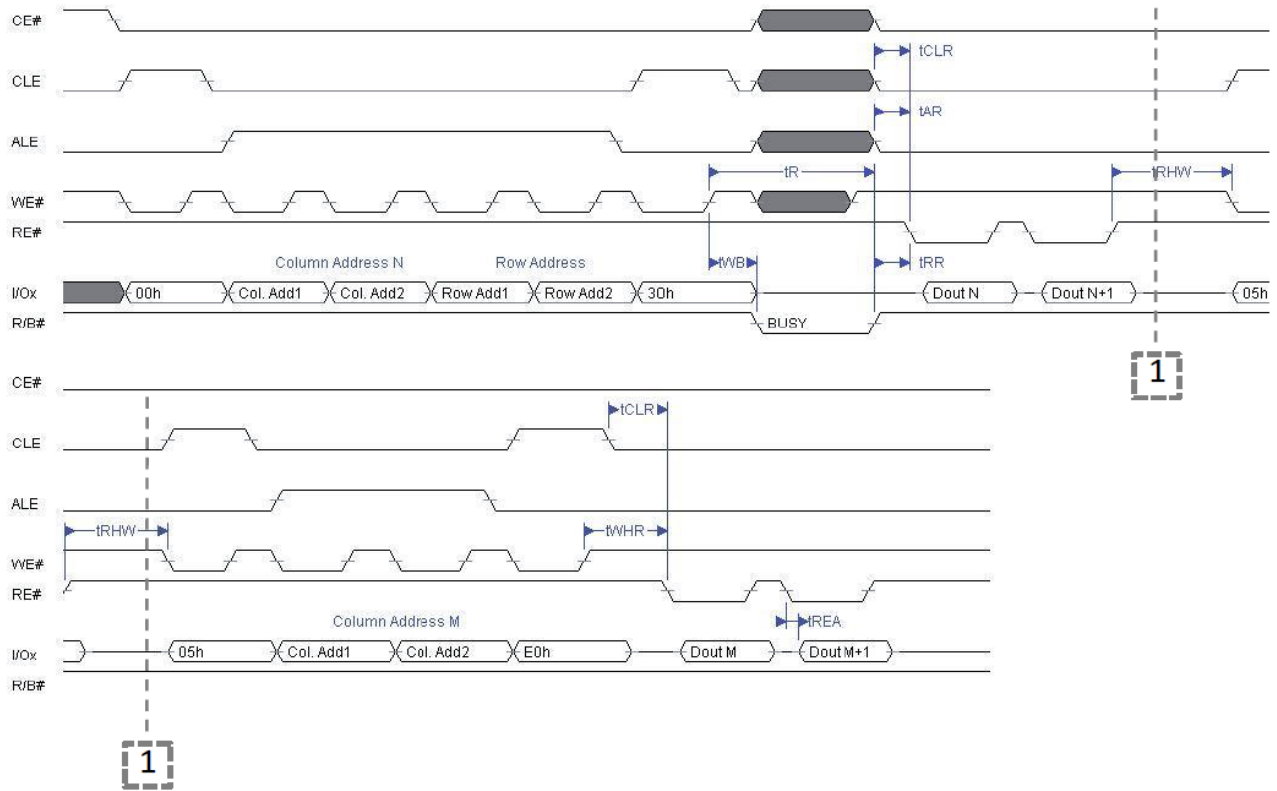 CE#
CLE
tCLR
ALE
tAR
WE#
tR
tRHW
RE#
Column Address N Row Address tWB tRR
I/Ox 00h Col. Add1 Col. Add2 Row Add1 Row Add2 30h Dout N Dout N+1 05h
R/B# BUSY
1
CE#
CLE
tCLR
ALE
tRHW tWHR
WE#
RE#
Column Address M tREA
I/Ox 05h Col. Add1 Col. Add2 E0h Dout M Dout M+1
R/B#
1